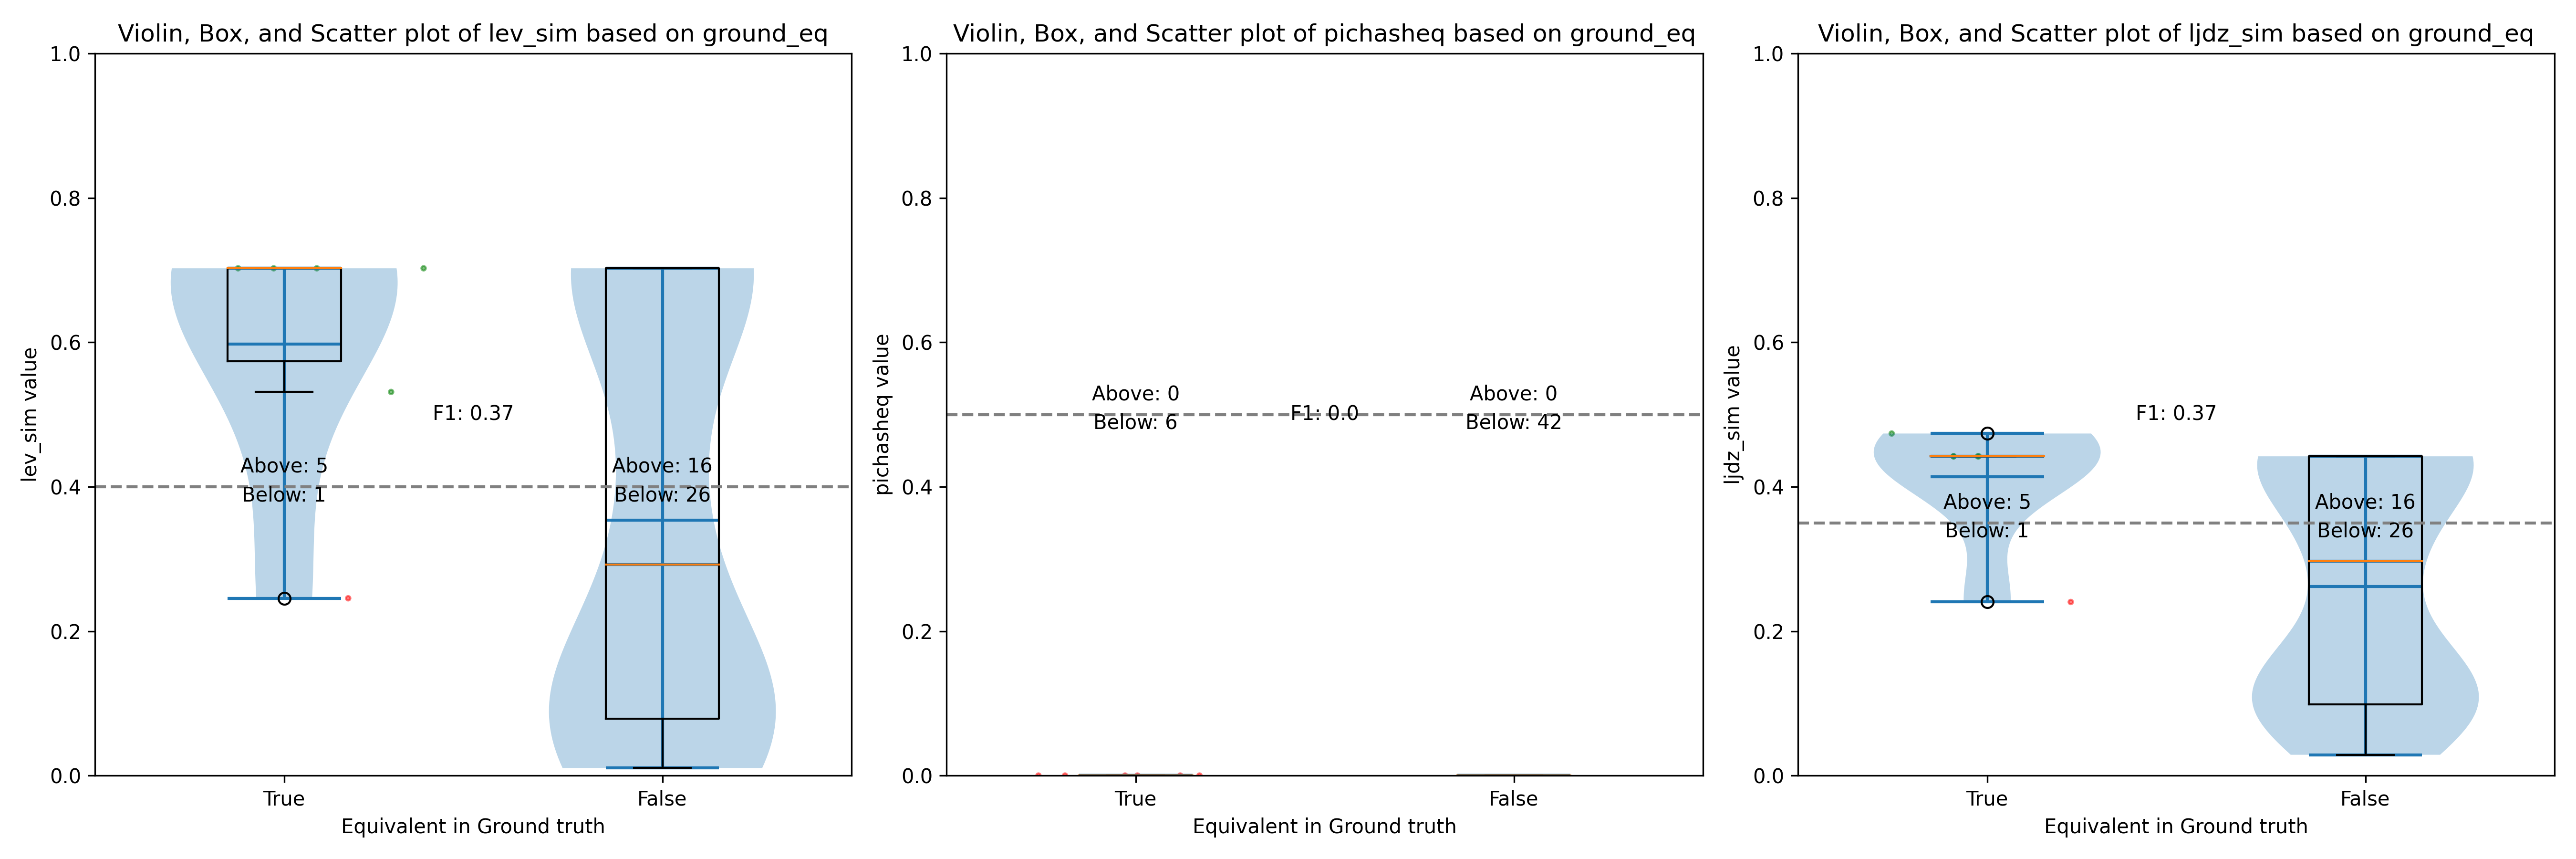 Violin, Box, and Scatter plot of lev_sim based on ground_eq
1.0
0.8
0.6
0.4
0.2
0.0
lev_sim value
F1: 0.37
Above: 5
Below: 1
Above: 16
Below: 26
True
False
Equivalent in Ground truth
Violin, Box, and Scatter plot of pichasheq based on ground_eq
1.0
0.8
0.6
0.4
0.2
0.0
pichasheq value
Above: 0
Below: 6
F1: 0.0
Above: 0
Below: 42
True
False
Equivalent in Ground truth
Violin, Box, and Scatter plot of ljdz_sim based on ground_eq
1.0
0.8
0.6
0.4
0.2
0.0
ljdz_sim value
F1: 0.37
Above: 5
Below: 1
Above: 16
Below: 26
True
False
Equivalent in Ground truth